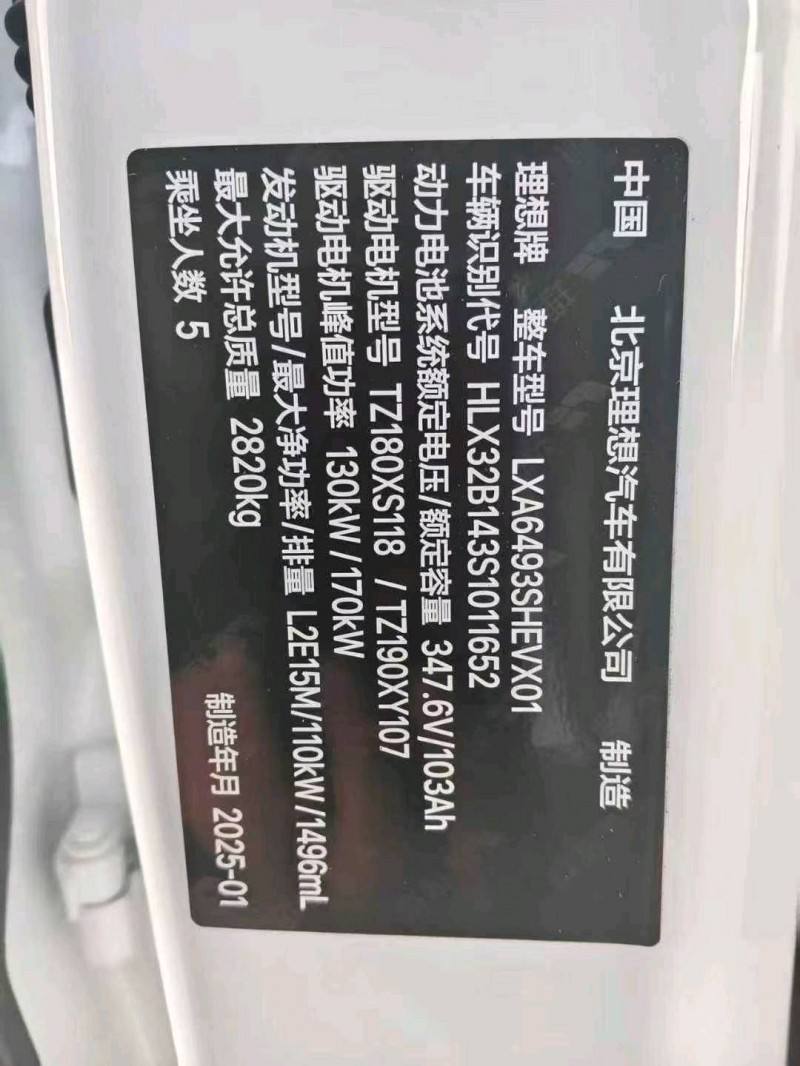 中国 北京理想汽车有限公司 制造
理想牌 整车型号 LXA6493SHEVX01
车辆识别代号 HLX32B143S1011652
动力电池系统额定电压/额定容量 347.6V/103Ah
驱动电机型号 TZ180XS118 / TZ190XY107
驱动电机峰值功率 130kW/170kW
发动机型号/最大净功率/排量 L2E15M/110kW/1496mL
最大允许总质量 2820kg
乘坐人数 5 制造年月 2025-01